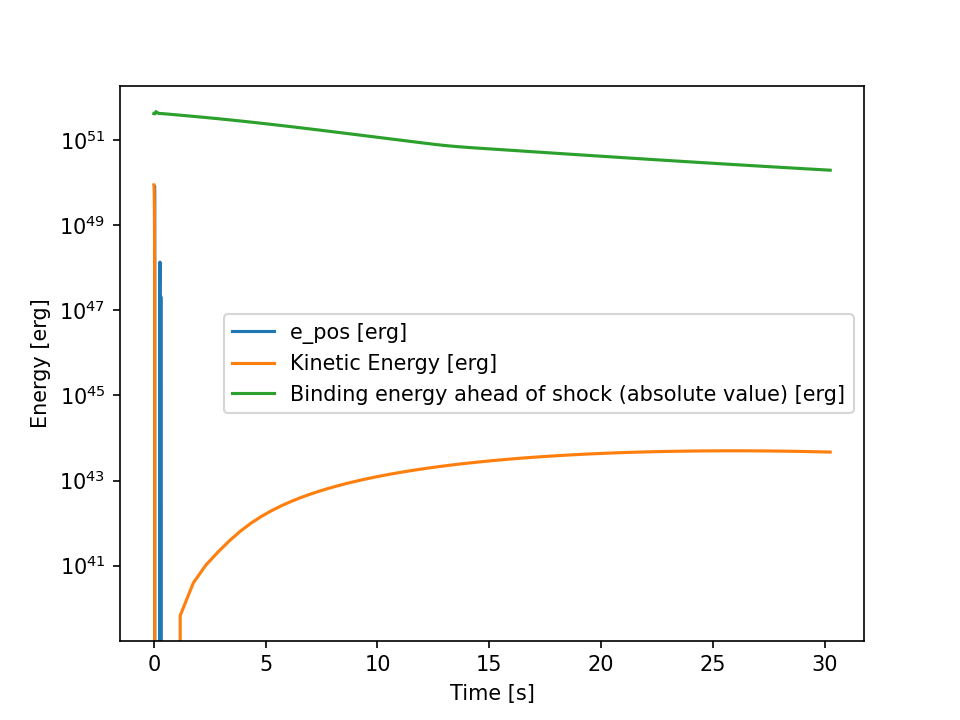 10^51
10^49
10^47
10^45
10^43
10^41
Energy [erg]
e_pos [erg]
Kinetic Energy [erg]
Binding energy ahead of shock (absolute value) [erg]
0 5 10 15 20 25 30
Time [s]